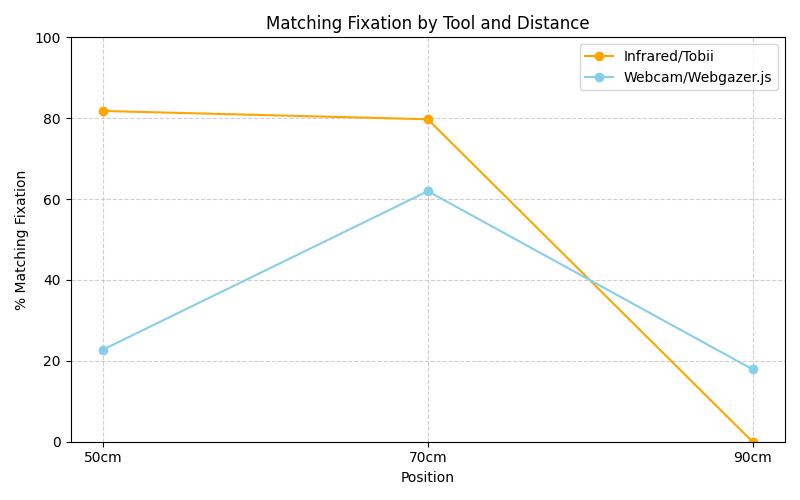 Matching Fixation by Tool and Distance
Infrared/Tobii
Webcam/Webgazer.js
% Matching Fixation
100
80
60
40
20
0
50cm
70cm
90cm
Position